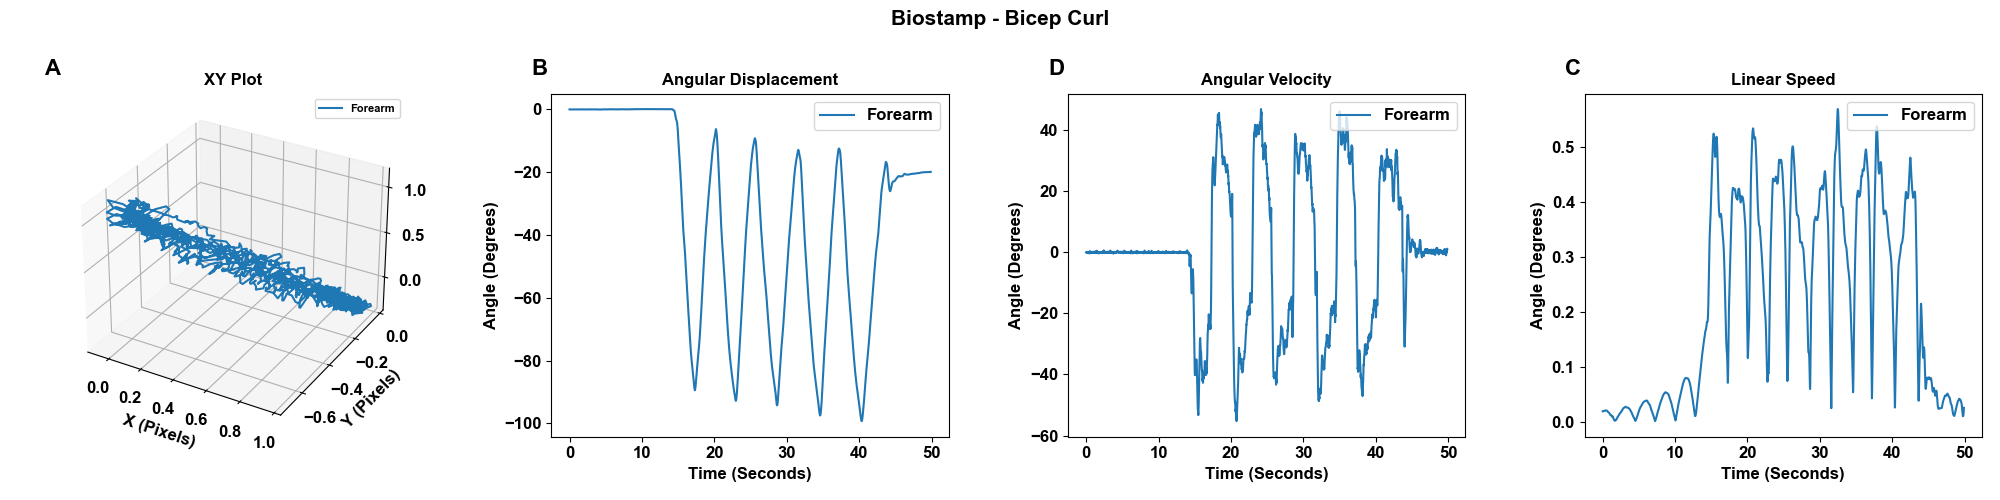 Biostamp - Bicep Curl
A
XY Plot
Forearm
1.0
0.5
0.0
0.0
−0.2
−0.4
−0.6
Y (Pixels)
0.0
0.2
0.4
0.6
0.8
1.0
X (Pixels)
B
Angular Displacement
Forearm
Angle (Degrees)
0
−20
−40
−60
−80
−100
0 10 20 30 40 50
Time (Seconds)
D
Angular Velocity
Forearm
Angle (Degrees)
40
20
0
−20
−40
−60
0 10 20 30 40 50
Time (Seconds)
C
Linear Speed
Forearm
Angle (Degrees)
0.5
0.4
0.3
0.2
0.1
0.0
0 10 20 30 40 50
Time (Seconds)